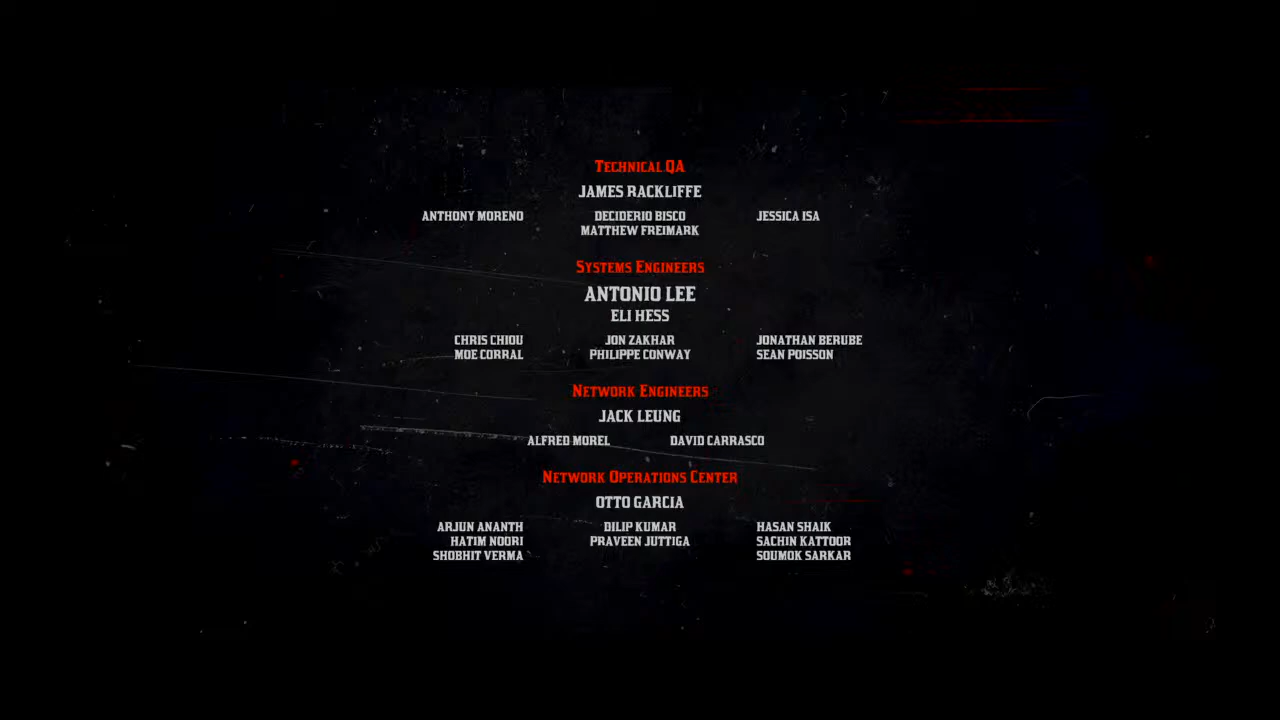 Technical QA
JAMES RACKLIFFE
ANTHONY MORENO DECIDERIO BISCO JESSICA ISA
MATTHEW FREIMARK
Systems Engineers
ANTONIO LEE
ELI HESS
CHRIS CHIOU JON ZAKHAR JONATHAN BERUBE
MOE CORRAL PHILIPPE CONWAY SEAN POISSON
Network Engineers
JACK LEUNG
ALFRED MOREL DAVID CARRASCO
Network Operations Center
OTTO GARCIA
ARJUN ANANTH DILIP KUMAR HASAN SHAIK
HATIM NOORI PRAVEEN JUTTIGA SACHIN KATTOOR
SHOBHIT VERMA SOUMOK SARKAR